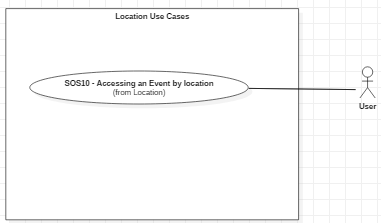 Location Use Cases
SOS10 - Accessing an Event by location
(from Location)
User